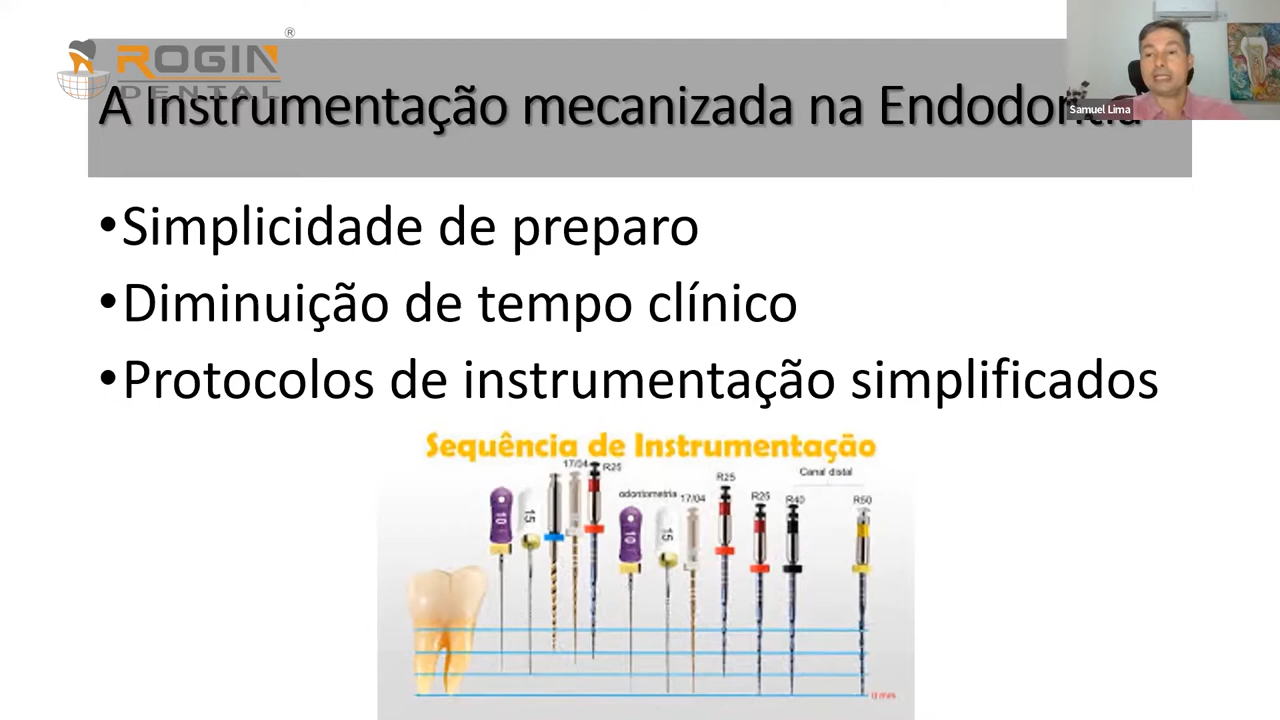 ROGIN®
DENTAL
A Instrumentação mecanizada na Endodontia
Samuel Lima
•Simplicidade de preparo
•Diminuição de tempo clínico
•Protocolos de instrumentação simplificados
Sequência de Instrumentação
17/04 R25
Canal distal
odontometria 17/04 R25 R25 R40 R50
10 15 10 15
0 mm